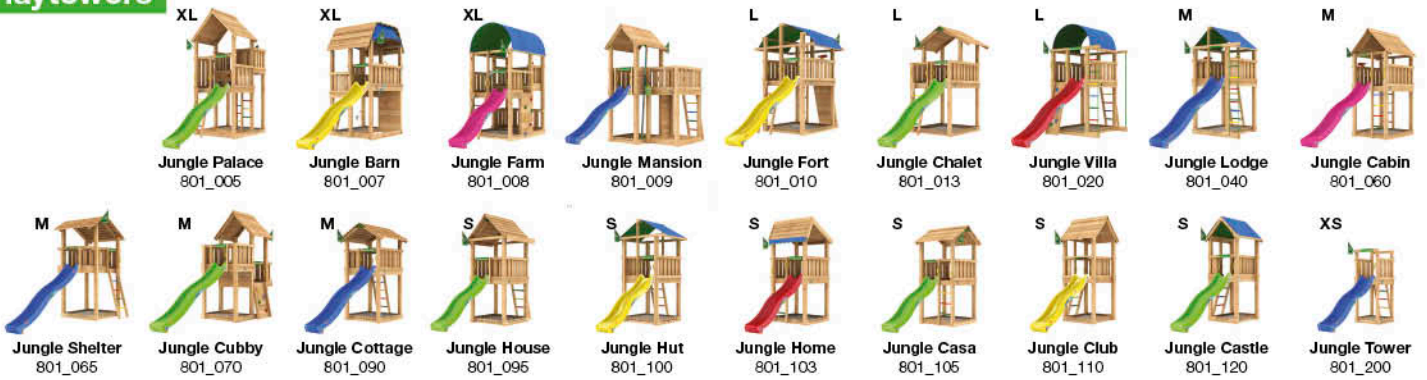 laytowers
XL XL XL L L L M M
Jungle Palace Jungle Barn Jungle Farm Jungle Mansion Jungle Fort Jungle Chalet Jungle Villa Jungle Lodge Jungle Cabin
801_005 801_007 801_008 801_009 801_010 801_013 801_020 801_040 801_060
M M M S S S S S S XS
Jungle Shelter Jungle Cubby Jungle Cottage Jungle House Jungle Hut Jungle Home Jungle Casa Jungle Club Jungle Castle Jungle Tower
801_065 801_070 801_090 801_095 801_100 801_103 801_105 801_110 801_120 801_200